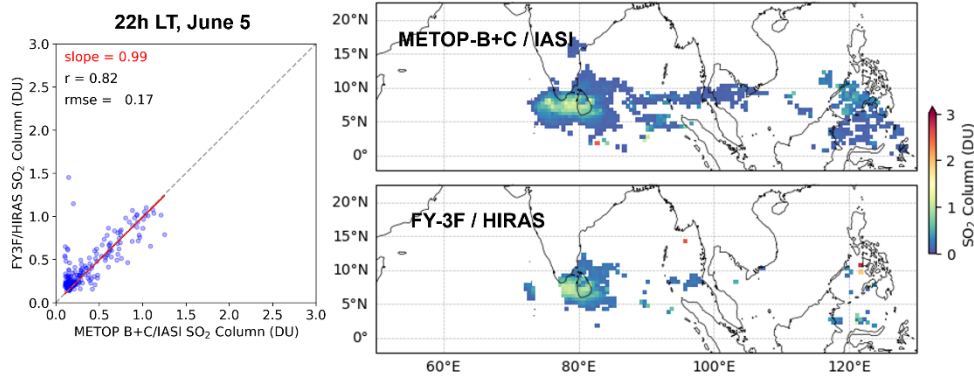 22h LT, June 5
slope = 0.99
r = 0.82
rmse = 0.17
3.0
2.5
2.0
1.5
1.0
0.5
0.0
FY3F/HIRAS SO₂ Column (DU)
0.0 0.5 1.0 1.5 2.0 2.5 3.0
METOP B+C/IASI SO₂ Column (DU)
METOP-B+C / IASI
20°N
15°N
10°N
5°N
0°
FY-3F / HIRAS
20°N
15°N
10°N
5°N
0°
60°E 80°E 100°E 120°E
3
2
1
0
SO₂ Column (DU)